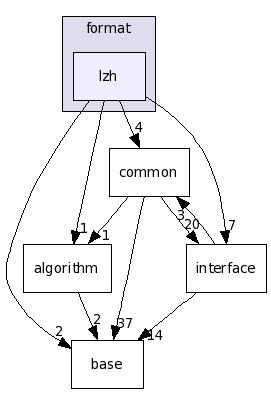 format
lzh
4
common
1
1
3
20
7
algorithm
interface
2
37
14
2
base